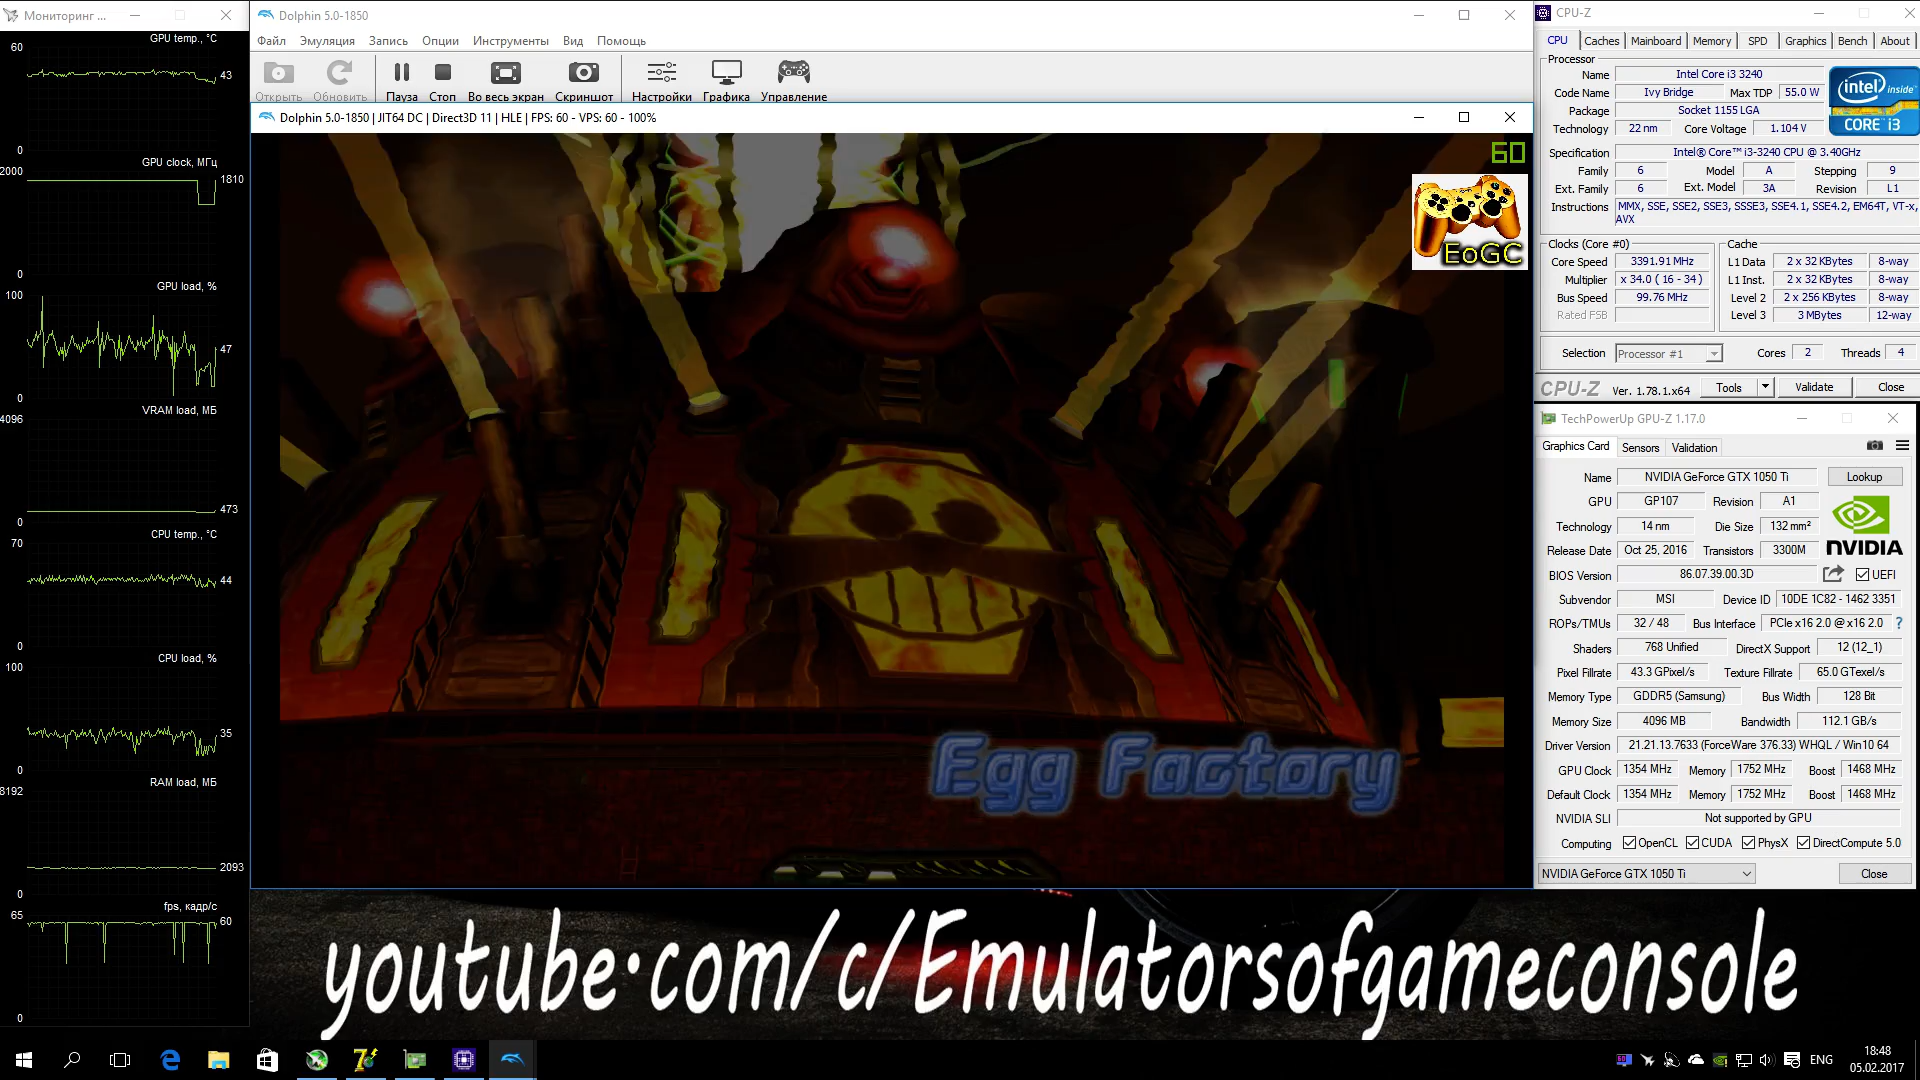 Мониторинг ...
GPU temp., °C
60
43
0
GPU clock, МГц
2000
1810
0
GPU load, %
100
47
0
VRAM load, МБ
4096
473
0
CPU temp., °C
70
44
0
CPU load, %
100
35
0
RAM load, МБ
8192
2093
0
fps, кадр/с
65
60
0
Dolphin 5.0-1850
Файл Эмуляция Запись Опции Инструменты Вид Помощь
Открыть Обновить Пауза Стоп Во весь экран Скриншот Настройки Графика Управление
Dolphin 5.0-1850 | JIT64 DC | Direct3D 11 | HLE | FPS: 60 - VPS: 60 - 100%
60
EoGC
Egg Factory
youtube.com/c/Emulatorsofgameconsole
CPU-Z
CPU Caches Mainboard Memory SPD Graphics Bench About
Processor
Name Intel Core i3 3240
Code Name Ivy Bridge Max TDP 55.0 W
Package Socket 1155 LGA
Technology 22 nm Core Voltage 1.104 V
intel inside™
CORE i3
Specification Intel® Core™ i3-3240 CPU @ 3.40GHz
Family 6 Model A Stepping 9
Ext. Family 6 Ext. Model 3A Revision L1
Instructions MMX, SSE, SSE2, SSE3, SSSE3, SSE4.1, SSE4.2, EM64T, VT-x,
AVX
Clocks (Core #0) Cache
Core Speed 3391.91 MHz L1 Data 2 x 32 KBytes 8-way
Multiplier x 34.0 ( 16 - 34 ) L1 Inst. 2 x 32 KBytes 8-way
Bus Speed 99.76 MHz Level 2 2 x 256 KBytes 8-way
Rated FSB Level 3 3 MBytes 12-way
Selection Processor #1 Cores 2 Threads 4
CPU-Z Ver. 1.78.1.x64 Tools Validate Close
TechPowerUp GPU-Z 1.17.0
Graphics Card Sensors Validation
Name NVIDIA GeForce GTX 1050 Ti Lookup
GPU GP107 Revision A1
Technology 14 nm Die Size 132 mm²
Release Date Oct 25, 2016 Transistors 3300M
NVIDIA
BIOS Version 86.07.39.00.3D UEFI
Subvendor MSI Device ID 10DE 1C82 - 1462 3351
ROPs/TMUs 32 / 48 Bus Interface PCIe x16 2.0 @ x16 2.0 ?
Shaders 768 Unified DirectX Support 12 (12_1)
Pixel Fillrate 43.3 GPixel/s Texture Fillrate 65.0 GTexel/s
Memory Type GDDR5 (Samsung) Bus Width 128 Bit
Memory Size 4096 MB Bandwidth 112.1 GB/s
Driver Version 21.21.13.7633 (ForceWare 376.33) WHQL / Win10 64
GPU Clock 1354 MHz Memory 1752 MHz Boost 1468 MHz
Default Clock 1354 MHz Memory 1752 MHz Boost 1468 MHz
NVIDIA SLI Not supported by GPU
Computing OpenCL CUDA PhysX DirectCompute 5.0
NVIDIA GeForce GTX 1050 Ti Close
ENG
18:48
05.02.2017